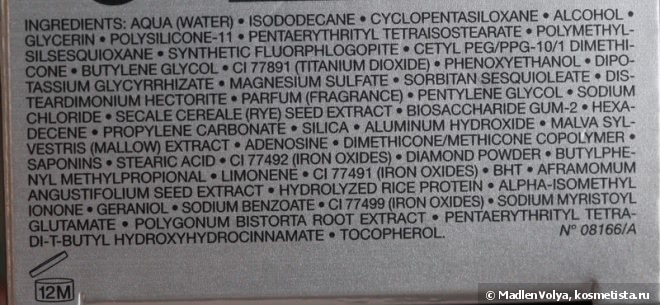 INGREDIENTS: AQUA (WATER) • ISODODECANE • CYCLOPENTASILOXANE • ALCOHOL •
GLYCERIN • POLYSILICONE-11 • PENTAERYTHRITYL TETRAISOSTEARATE • POLYMETHYL-
SILSESQUIOXANE • SYNTHETIC FLUORPHLOGOPITE • CETYL PEG/PPG-10/1 DIMETHI-
CONE • BUTYLENE GLYCOL • CI 77891 (TITANIUM DIOXIDE) • PHENOXYETHANOL • DIPO-
TASSIUM GLYCYRRHIZATE • MAGNESIUM SULFATE • SORBITAN SESQUIOLEATE • DIS-
TEARDIMONIUM HECTORITE • PARFUM (FRAGRANCE) • PENTYLENE GLYCOL • SODIUM
CHLORIDE • SECALE CEREALE (RYE) SEED EXTRACT • BIOSACCHARIDE GUM-2 • HEXA-
DECENE • PROPYLENE CARBONATE • SILICA • ALUMINUM HYDROXIDE • MALVA SYL-
VESTRIS (MALLOW) EXTRACT • ADENOSINE • DIMETHICONE/METHICONE COPOLYMER •
SAPONINS • STEARIC ACID • CI 77492 (IRON OXIDES) • DIAMOND POWDER • BUTYLPHE-
NYL METHYLPROPIONAL • LIMONENE • CI 77491 (IRON OXIDES) • BHT • AFRAMOMUM
ANGUSTIFOLIUM SEED EXTRACT • HYDROLYZED RICE PROTEIN • ALPHA-ISOMETHYL
IONONE • GERANIOL • SODIUM BENZOATE • CI 77499 (IRON OXIDES) • SODIUM MYRISTOYL
GLUTAMATE • POLYGONUM BISTORTA ROOT EXTRACT • PENTAERYTHRITYL TETRA-
DI-T-BUTYL HYDROXYHYDROCINNAMATE • TOCOPHEROL. N° 08166/A
12M
© MadlenVolya, kosmetista.ru